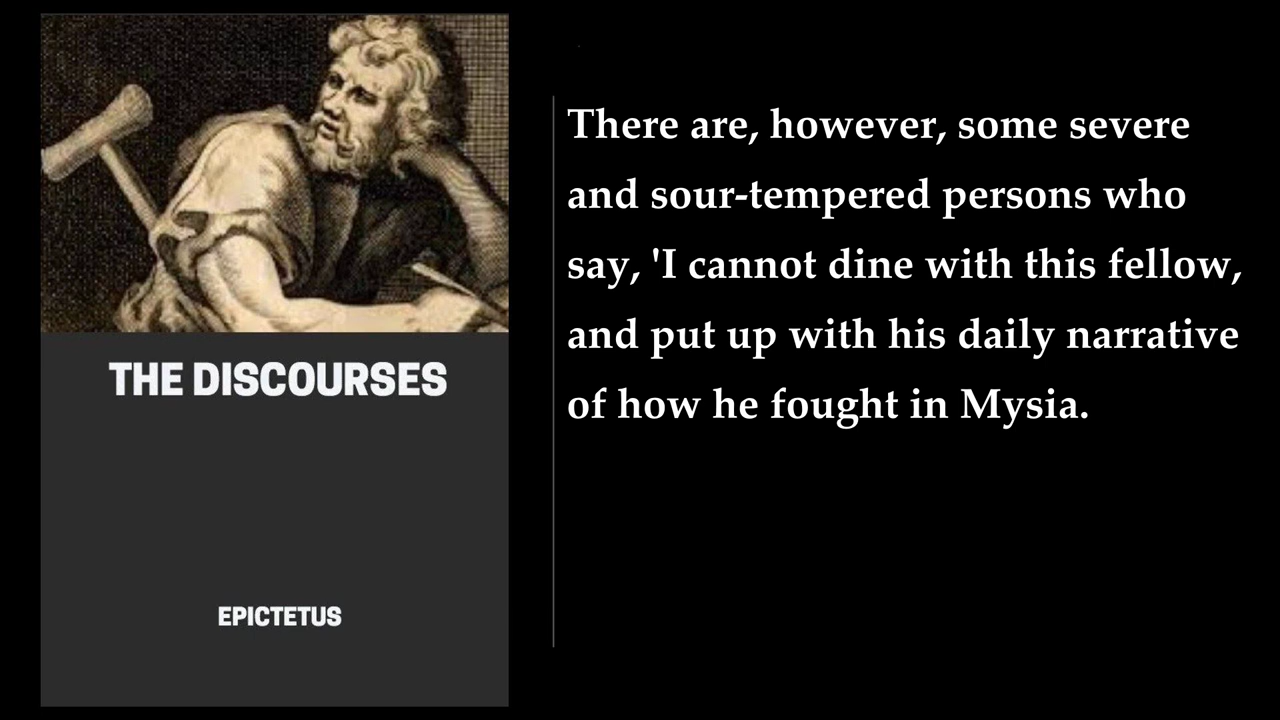 THE DISCOURSES
EPICTETUS
There are, however, some severe
and sour-tempered persons who
say, 'I cannot dine with this fellow,
and put up with his daily narrative
of how he fought in Mysia.